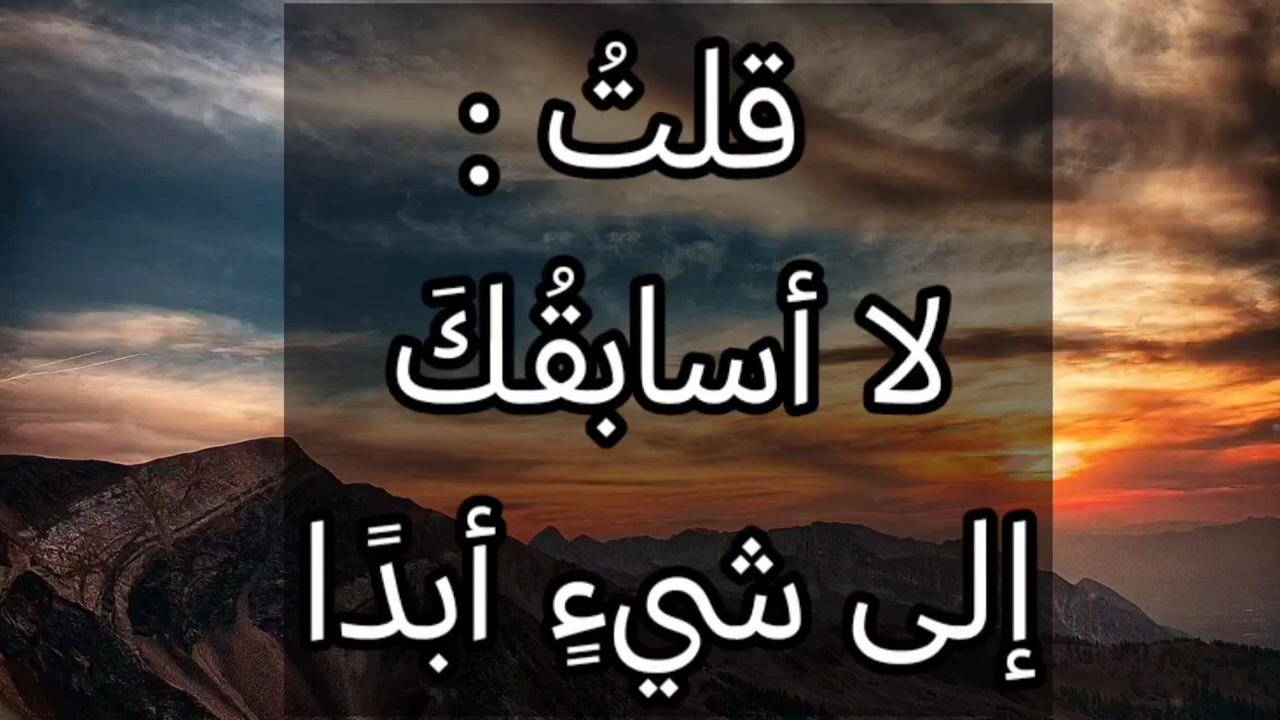 قلتُ :
لا أسابقُكَ
إلى شيءٍ أبدًا